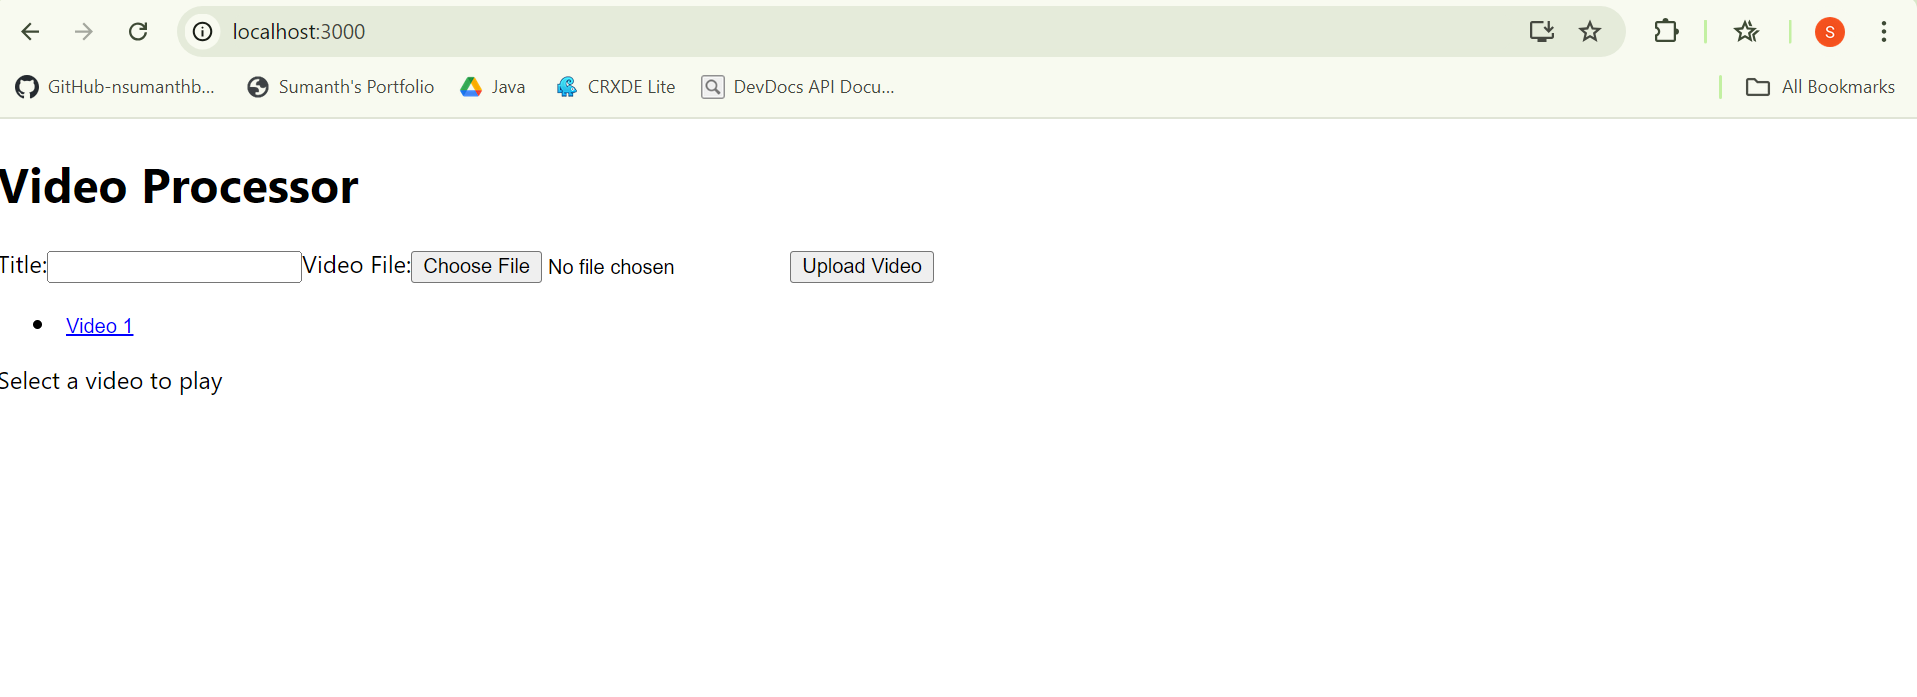 localhost:3000
S
GitHub-nsumanthb... Sumanth's Portfolio Java CRXDE Lite DevDocs API Docu... All Bookmarks
Video Processor
Title: Video File: Choose File No file chosen Upload Video
Video 1
Select a video to play